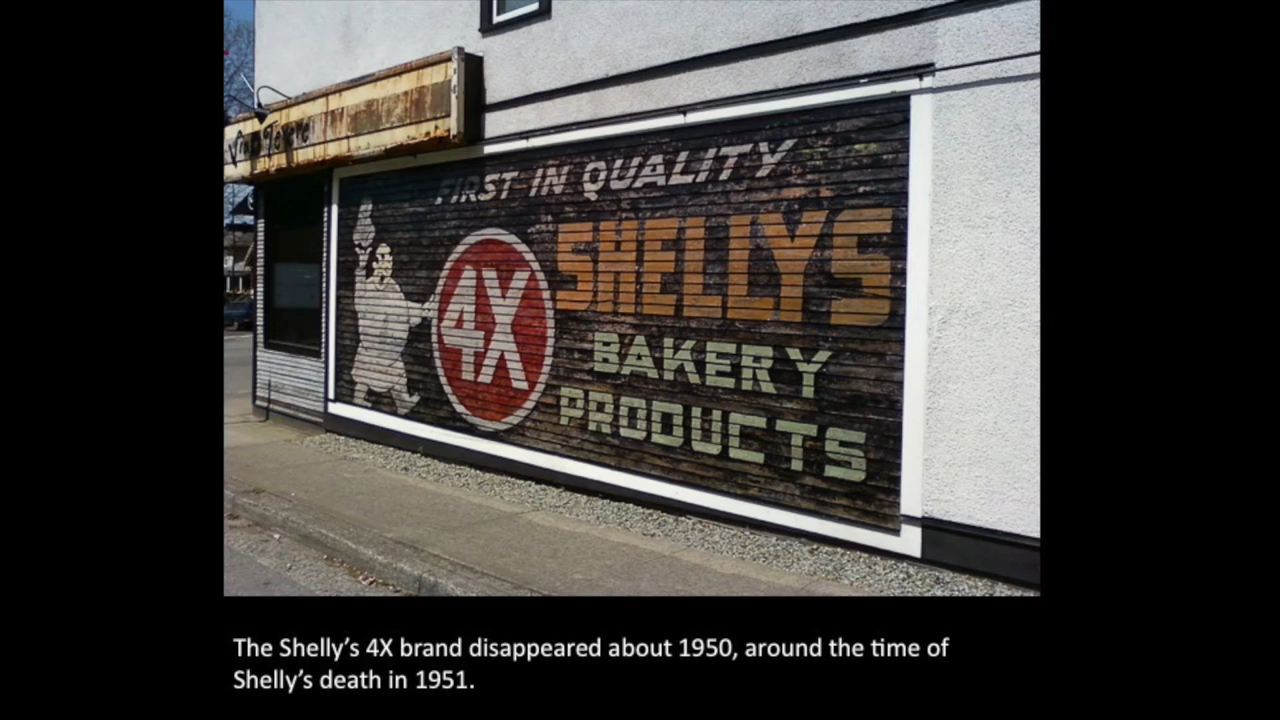 FIRST IN QUALITY
SHELLYS
4X
BAKERY
PRODUCTS
The Shelly’s 4X brand disappeared about 1950, around the time of
Shelly’s death in 1951.